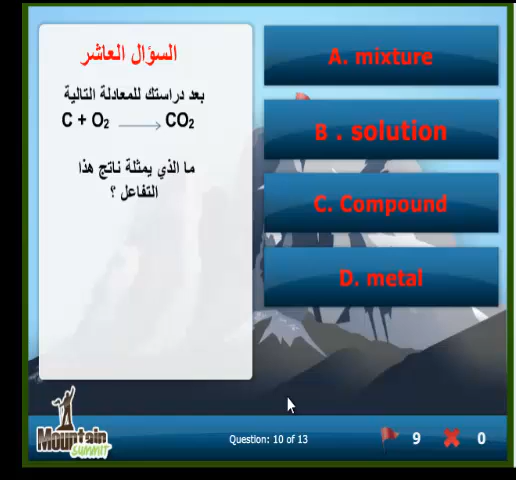 السؤال العاشر
بعد دراستك للمعادلة التالية
C + O₂ ⟶ CO₂
ما الذي يمثلة ناتج هذا
التفاعل ؟
A. mixture
B . solution
C. Compound
D. metal
Mountain
SUMMIT
Question: 10 of 13
9
0